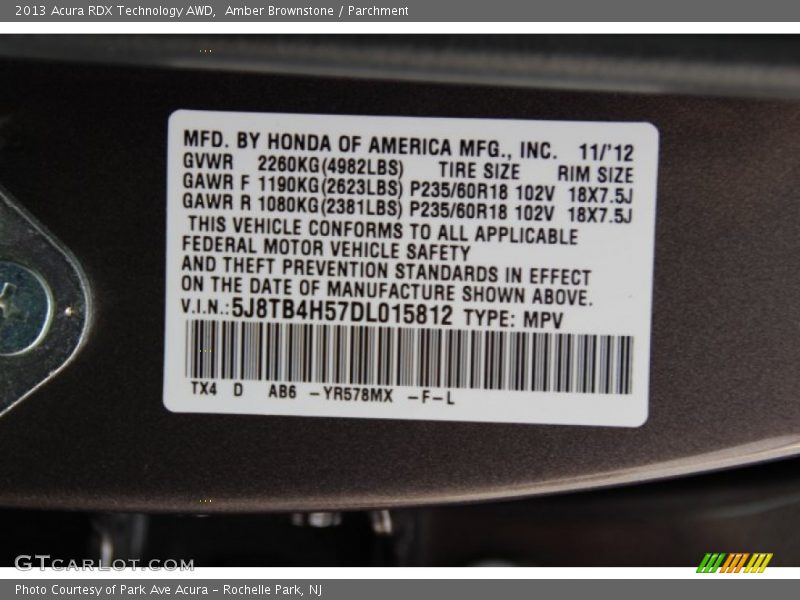 2013 Acura RDX Technology AWD,  Amber Brownstone / Parchment
MFD. BY HONDA OF AMERICA MFG., INC. 11/'12
GVWR 2260KG(4982LBS) TIRE SIZE RIM SIZE
GAWR F 1190KG(2623LBS) P235/60R18 102V 18X7.5J
GAWR R 1080KG(2381LBS) P235/60R18 102V 18X7.5J
THIS VEHICLE CONFORMS TO ALL APPLICABLE
FEDERAL MOTOR VEHICLE SAFETY
AND THEFT PREVENTION STANDARDS IN EFFECT
ON THE DATE OF MANUFACTURE SHOWN ABOVE.
V.I.N.:5J8TB4H57DL015812 TYPE: MPV
TX4 D AB6 -YR578MX -F-L
GTCARLOT.COM
Photo Courtesy of Park Ave Acura - Rochelle Park, NJ